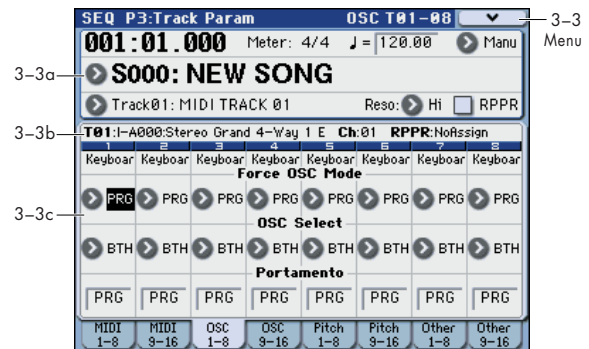 SEQ P3:Track Param OSC T01-08
3-3
Menu
001:01.000 Meter: 4/4 ♩= 120.00 Manu
3-3a
S000: NEW SONG
Track01: MIDI TRACK 01 Reso: Hi RPPR
3-3b
T01:I-A000:Stereo Grand 4-Way 1 E Ch:01 RPPR:NoAssign
1 2 3 4 5 6 7 8
Keyboar Keyboar Keyboar Keyboar Keyboar Keyboar Keyboar Keyboar
Force OSC Mode
3-3c
PRG PRG PRG PRG PRG PRG PRG PRG
OSC Select
BTH BTH BTH BTH BTH BTH BTH BTH
Portamento
PRG PRG PRG PRG PRG PRG PRG PRG
MIDI 1-8 MIDI 9-16 OSC 1-8 OSC 9-16 Pitch 1-8 Pitch 9-16 Other 1-8 Other 9-16